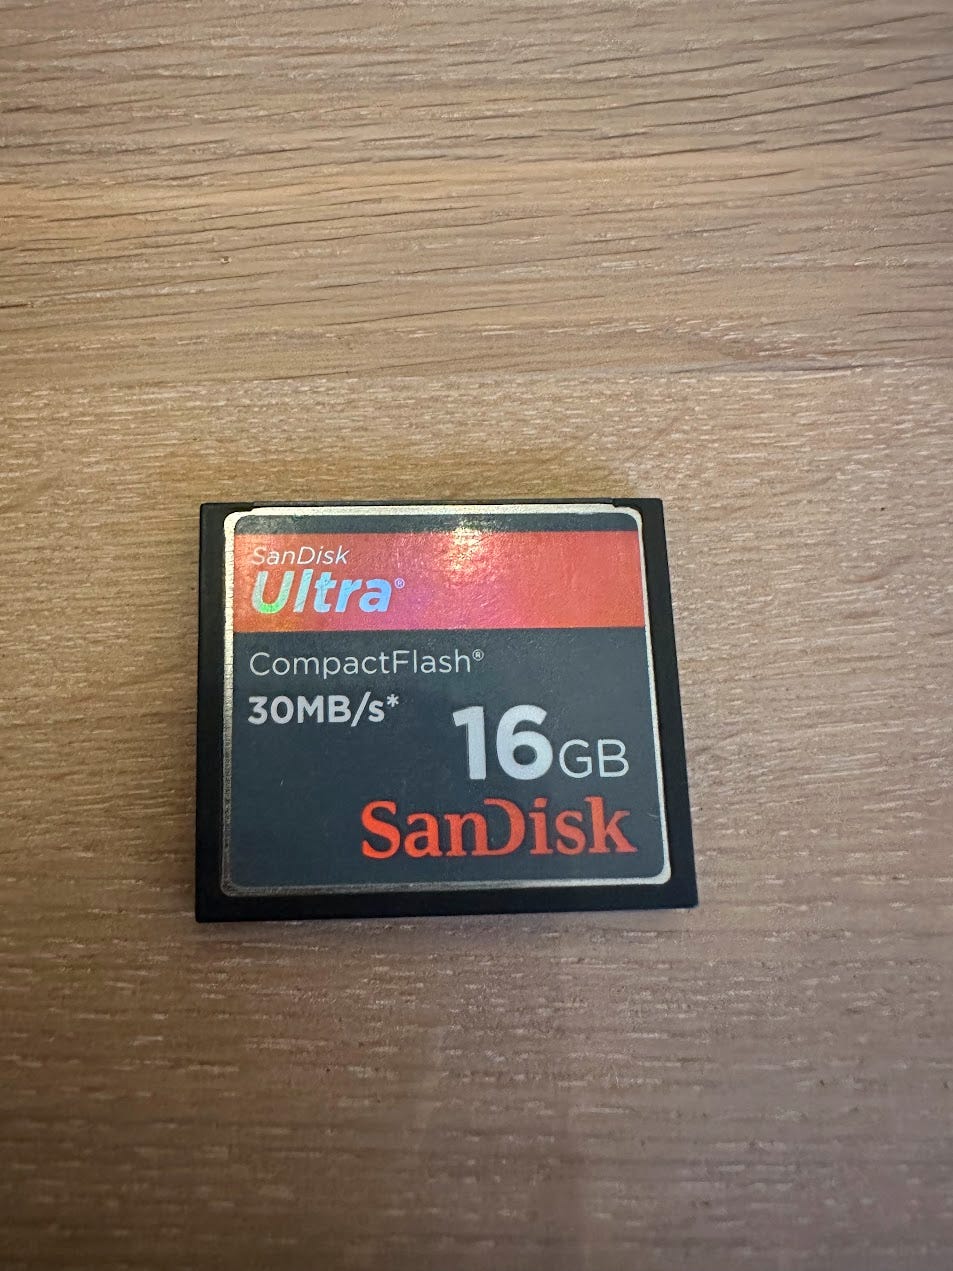 SanDisk
Ultra®
CompactFlash®
30MB/s*
16GB
SanDisk